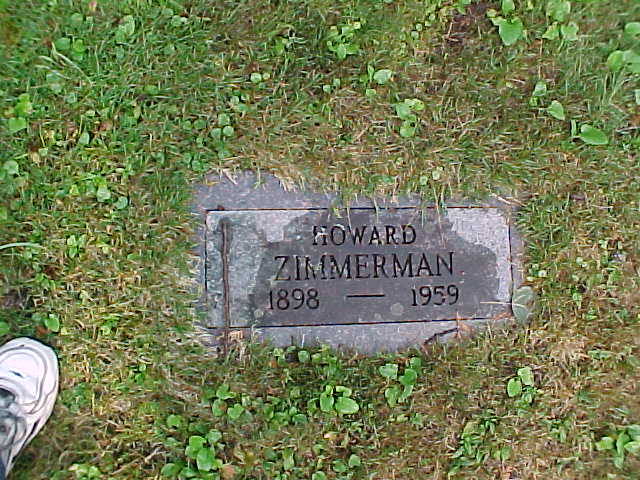 HOWARD
ZIMMERMAN
1898 — 1959